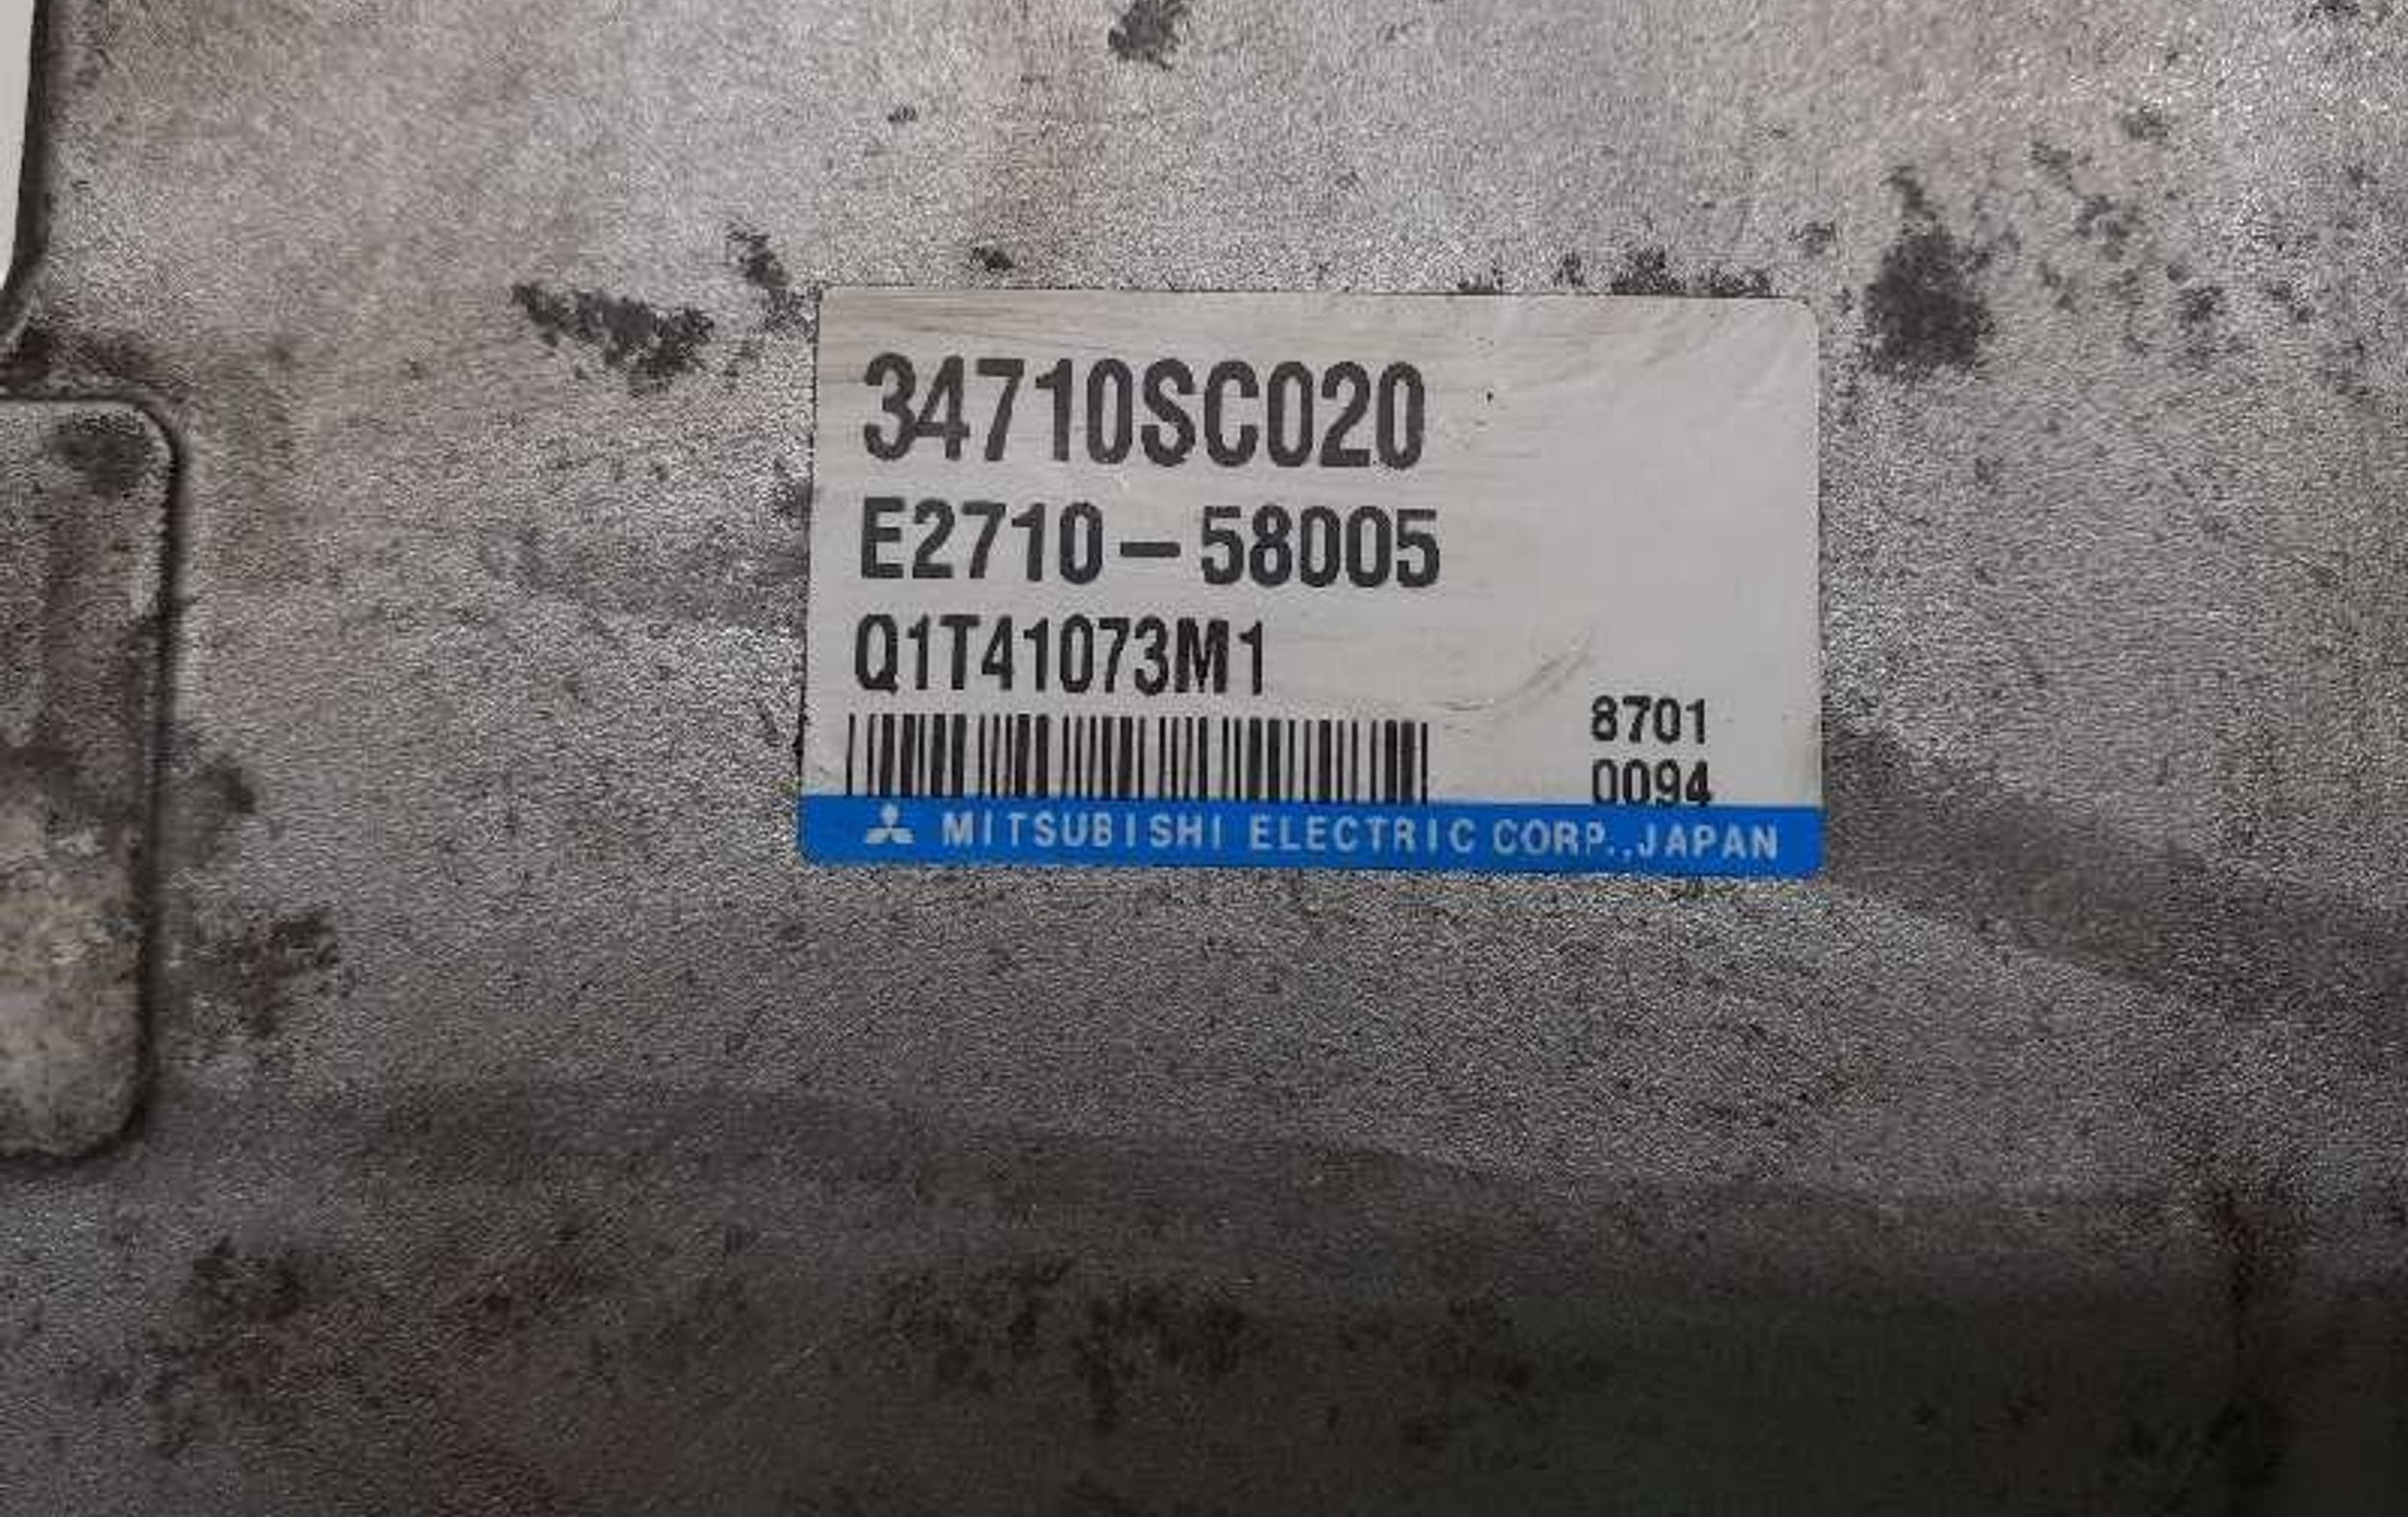 34710SC020
E2710-58005
Q1T41073M1
8701
0094
MITSUBISHI ELECTRIC CORP.,JAPAN